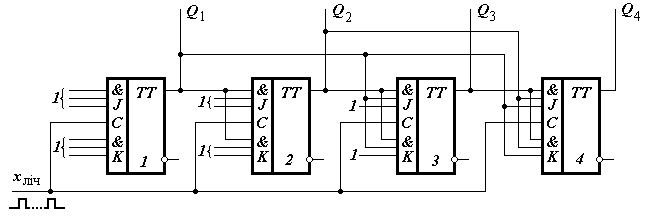 Q1 Q2 Q3 Q4
& TT & TT & TT & TT
1{ J 1{ J 1 J J
C C C C
& & & &
1{ K 1{ K 1 K K
1 2 3 4
xліч